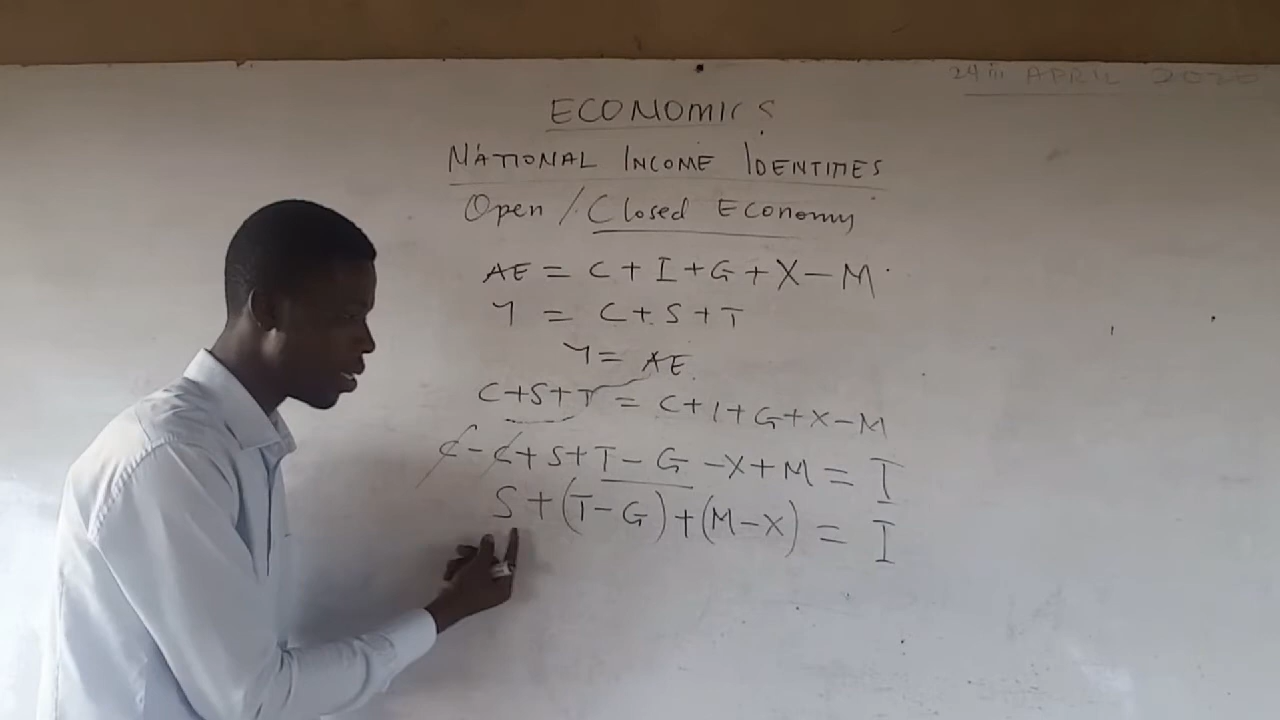 24th APRIL 2020
ECONOMICS
NATIONAL INCOME IDENTITIES
Open / Closed Economy
AE = C + I + G + X - M
Y = C + S + T
Y = AE
C + S + T = C + I + G + X - M
C - C + S + T - G - X + M = I
S + (T - G) + (M - X) = I